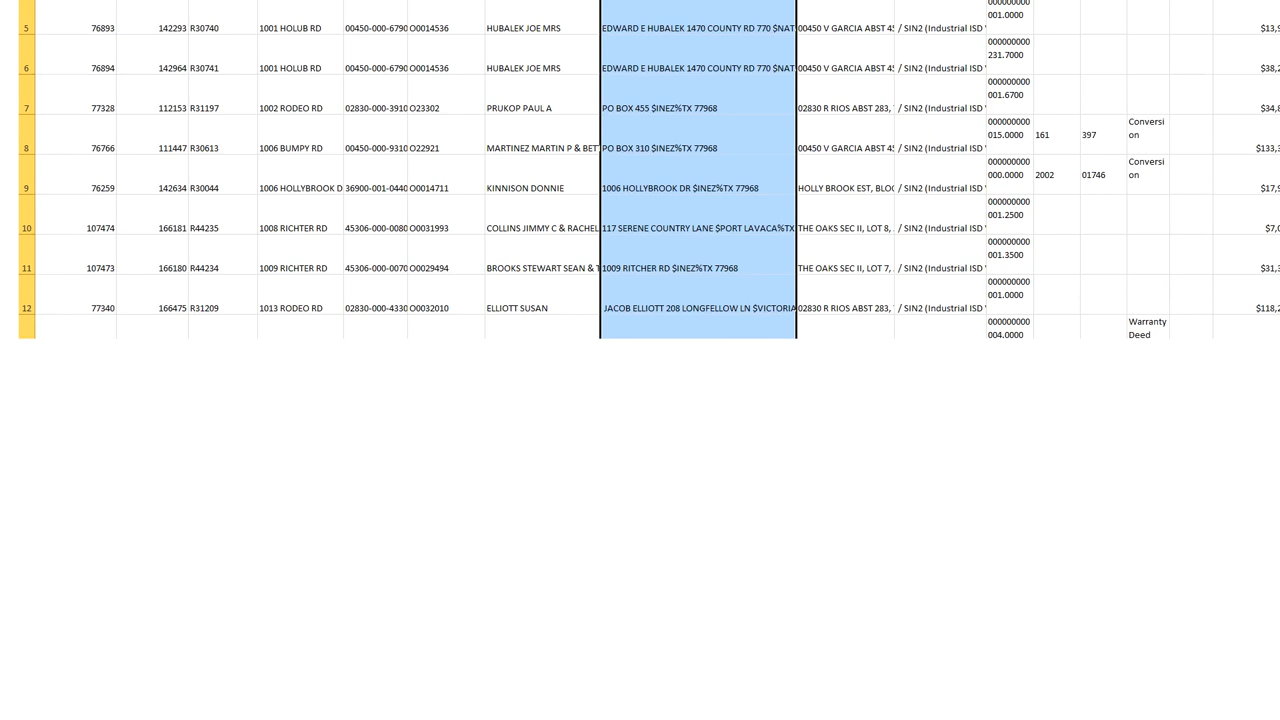 000000000
001.0000
5 76893 142293 R30740 1001 HOLUB RD 00450-000-6790 O0014536 HUBALEK JOE MRS EDWARD E HUBALEK 1470 COUNTY RD 770 $NAT 00450 V GARCIA ABST 45 / SIN2 (Industrial ISD $13,9
000000000
231.7000
6 76894 142964 R30741 1001 HOLUB RD 00450-000-6790 O0014536 HUBALEK JOE MRS EDWARD E HUBALEK 1470 COUNTY RD 770 $NAT 00450 V GARCIA ABST 45 / SIN2 (Industrial ISD $38,2
000000000
001.6700
7 77328 112153 R31197 1002 RODEO RD 02830-000-3910 O23302 PRUKOP PAUL A PO BOX 455 $INEZ%TX 77968 02830 R RIOS ABST 283, / SIN2 (Industrial ISD $34,8
000000000 Conversi
015.0000 161 397 on
8 76766 111447 R30613 1006 BUMPY RD 00450-000-9310 O22921 MARTINEZ MARTIN P & BET PO BOX 310 $INEZ%TX 77968 00450 V GARCIA ABST 45 / SIN2 (Industrial ISD $133,3
000000000 Conversi
000.0000 2002 01746 on
9 76259 142634 R30044 1006 HOLLYBROOK D 36900-001-0440 O0014711 KINNISON DONNIE 1006 HOLLYBROOK DR $INEZ%TX 77968 HOLLY BROOK EST, BLOC / SIN2 (Industrial ISD $17,9
000000000
001.2500
10 107474 166181 R44235 1008 RICHTER RD 45306-000-0080 O0031993 COLLINS JIMMY C & RACHEL 117 SERENE COUNTRY LANE $PORT LAVACA%TX THE OAKS SEC II, LOT 8, / SIN2 (Industrial ISD $7,0
000000000
001.3500
11 107473 166180 R44234 1009 RICHTER RD 45306-000-0070 O0029494 BROOKS STEWART SEAN & T 1009 RITCHER RD $INEZ%TX 77968 THE OAKS SEC II, LOT 7, / SIN2 (Industrial ISD $31,3
000000000
001.0000
12 77340 166475 R31209 1013 RODEO RD 02830-000-4330 O0032010 ELLIOTT SUSAN JACOB ELLIOTT 208 LONGFELLOW LN $VICTORIA 02830 R RIOS ABST 283, / SIN2 (Industrial ISD $118,2
000000000 Warranty
004.0000 Deed